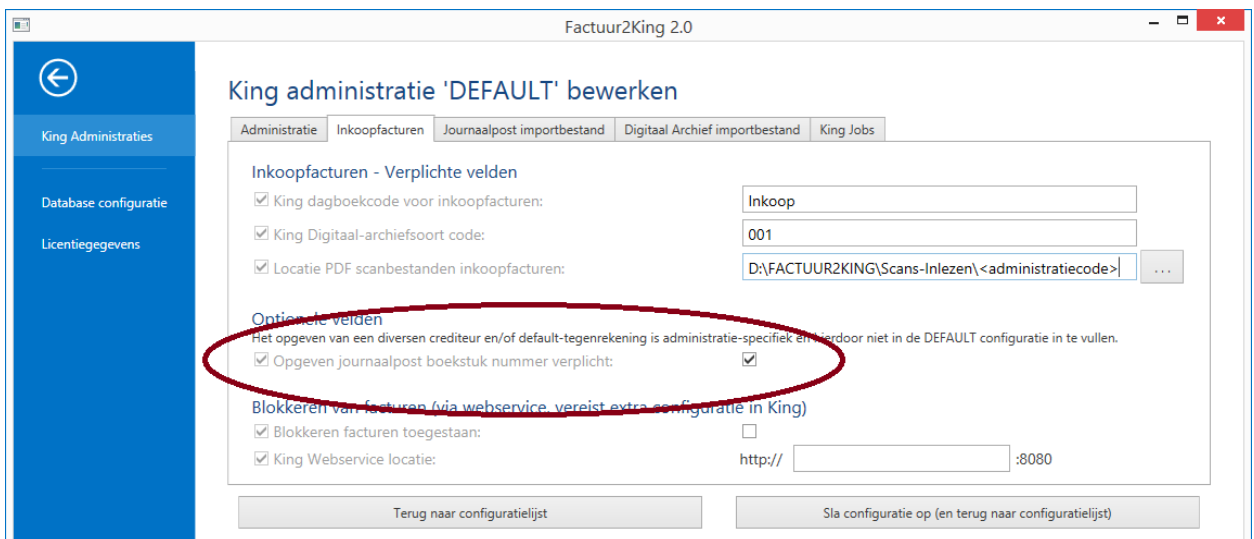 Factuur2King 2.0
King administratie 'DEFAULT' bewerken
King Administraties
Database configuratie
Licentiegegevens
Administratie Inkoopfacturen Journaalpost importbestand Digitaal Archief importbestand King Jobs
Inkoopfacturen - Verplichte velden
King dagboekcode voor inkoopfacturen: Inkoop
King Digitaal-archiefsoort code: 001
Locatie PDF scanbestanden inkoopfacturen: D:\FACTUUR2KING\Scans-Inlezen\<administratiecode> ...
Optionele velden
Het opgeven van een diversen crediteur en/of default-tegenrekening is administratie-specifiek en hierdoor niet in de DEFAULT configuratie in te vullen.
Opgeven journaalpost boekstuk nummer verplicht:
Blokkeren van facturen (via webservice, vereist extra configuratie in King)
Blokkeren facturen toegestaan:
King Webservice locatie: http:// :8080
Terug naar configuratielijst Sla configuratie op (en terug naar configuratielijst)